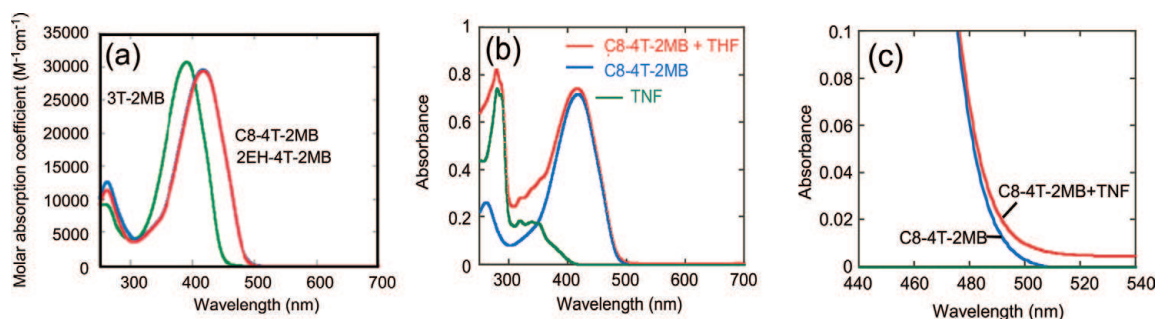 (a)
Molar absorption coefficient (M⁻¹cm⁻¹)
35000
30000
25000
20000
15000
10000
5000
0
3T-2MB
C8-4T-2MB
2EH-4T-2MB
300 400 500 600 700
Wavelength (nm)
(b)
Absorbance
1
0.8
0.6
0.4
0.2
0
C8-4T-2MB + THF
C8-4T-2MB
TNF
300 400 500 600 700
Wavelength (nm)
(c)
Absorbance
0.1
0.08
0.06
0.04
0.02
0
C8-4T-2MB+TNF
C8-4T-2MB
440 460 480 500 520 540
Wavelength (nm)